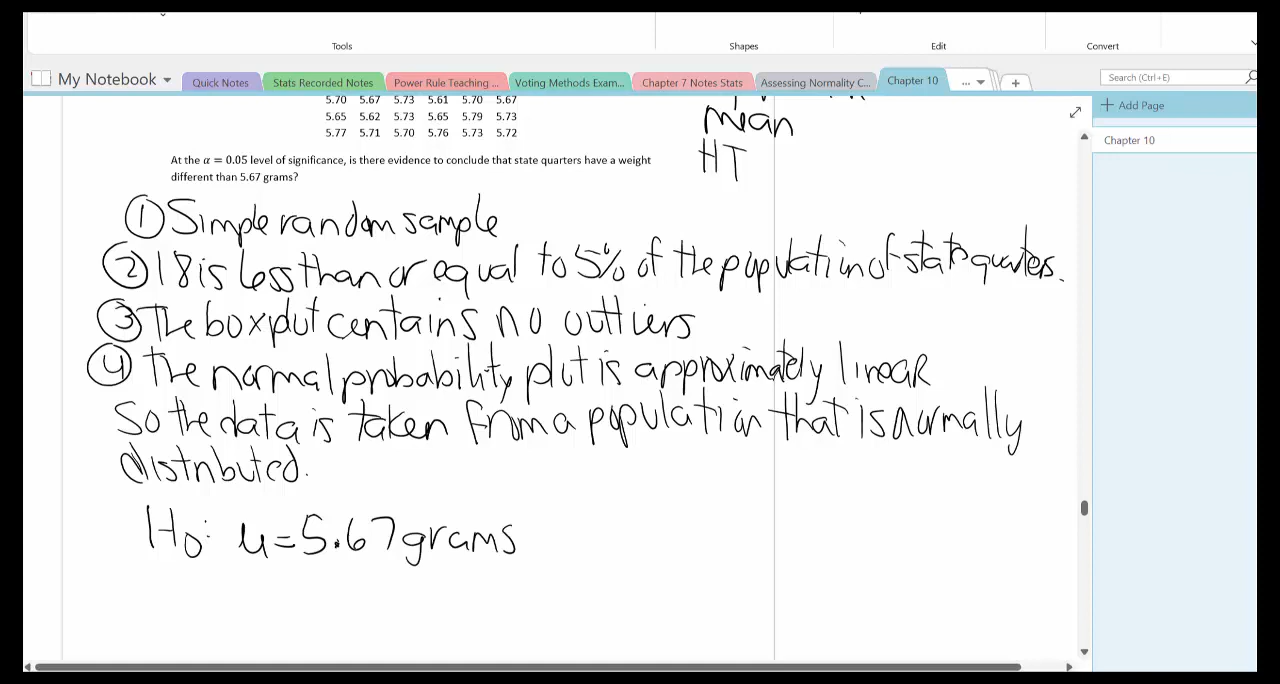 Tools
Shapes
Edit
Convert
My Notebook
Quick Notes
Stats Recorded Notes
Power Rule Teaching ...
Voting Methods Exam...
Chapter 7 Notes Stats
Assessing Normality C...
Chapter 10
...
+
Search (Ctrl+E)
+ Add Page
Chapter 10
5.70 5.67 5.73 5.61 5.70 5.67
5.65 5.62 5.73 5.65 5.79 5.73
5.77 5.71 5.70 5.76 5.73 5.72
mean
HT
At the α = 0.05 level of significance, is there evidence to conclude that state quarters have a weight
different than 5.67 grams?
① Simple random sample
② 18 is less than or equal to 5% of the population of state quarters.
③ The boxplot contains no outliers
④ The normal probability plot is approximately linear
So the data is taken from a population that is normally
distributed.
H₀: μ = 5.67 grams